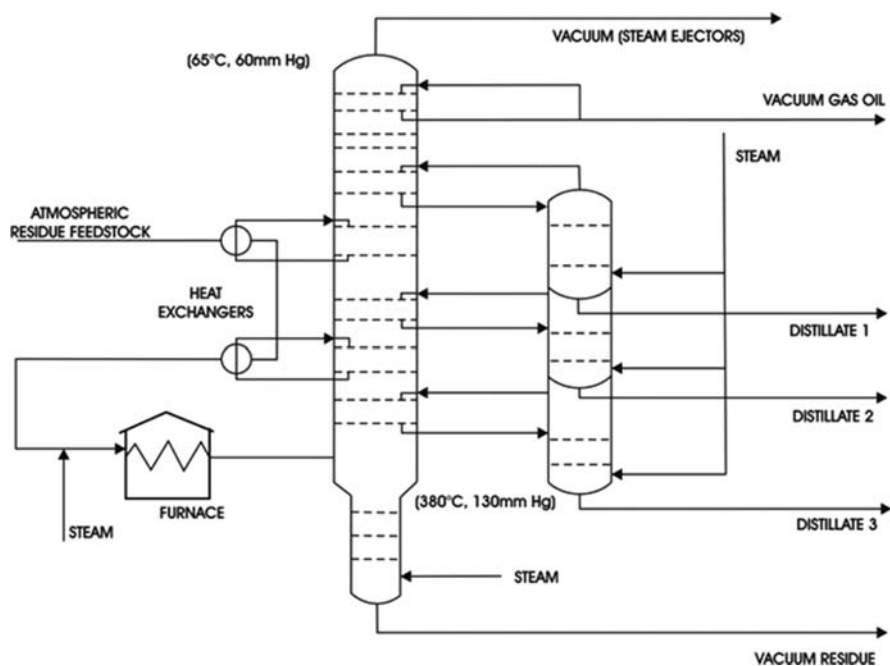 VACUUM (STEAM EJECTORS)
(65°C, 60mm Hg)
VACUUM GAS OIL
STEAM
ATMOSPHERIC
RESIDUE FEEDSTOCK
HEAT
EXCHANGERS
DISTILLATE 1
DISTILLATE 2
(380°C, 130mm Hg)
FURNACE
STEAM
DISTILLATE 3
STEAM
VACUUM RESIDUE